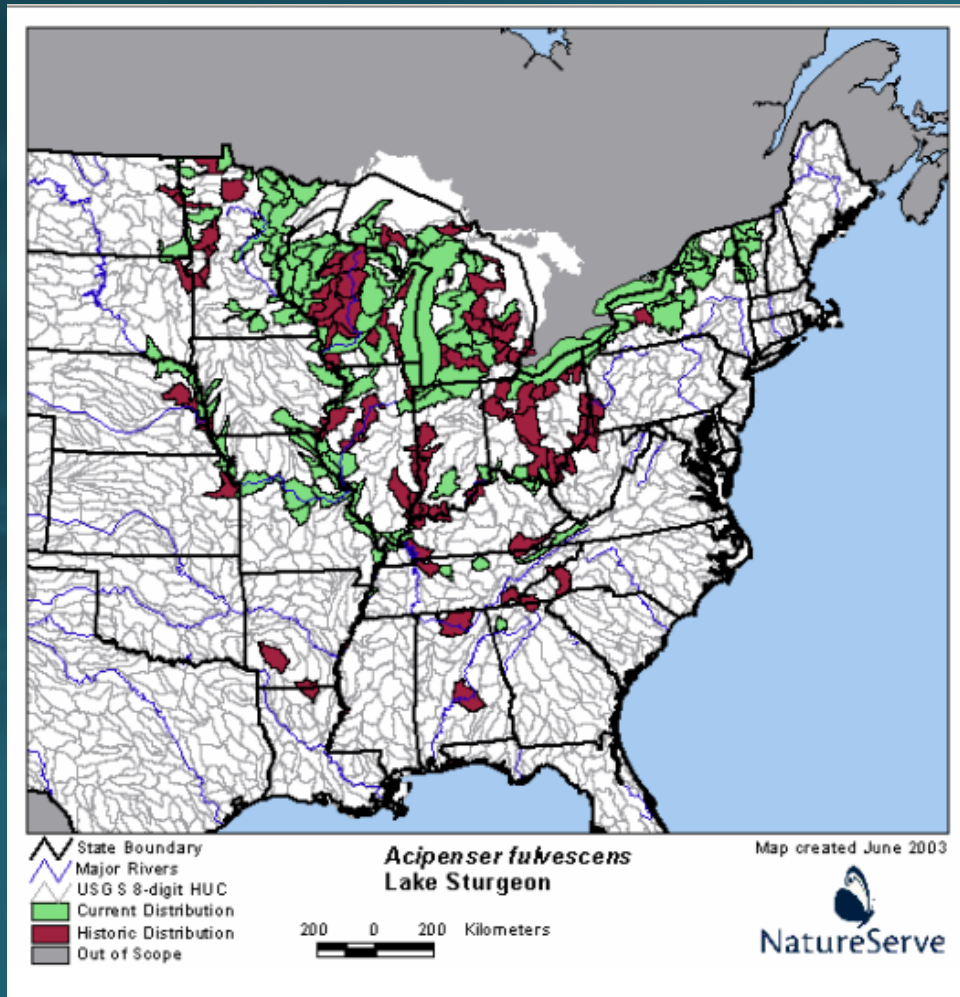 State Boundary
Major Rivers
USGS 8-digit HUC
Current Distribution
Historic Distribution
Out of Scope
Acipenser fulvescens
Lake Sturgeon
200 0 200 Kilometers
Map created June 2003
NatureServe